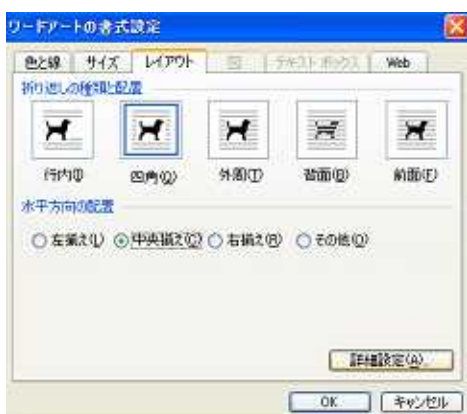 ワードアートの書式設定
色と線 サイズ レイアウト 図 テキスト ボックス Web
折り返しの種類と配置
行内(I) 四角(Q) 外周(T) 背面(B) 前面(F)
水平方向の配置
左揃え(L) 中央揃え(C) 右揃え(R) その他(O)
詳細設定(A)...
OK キャンセル